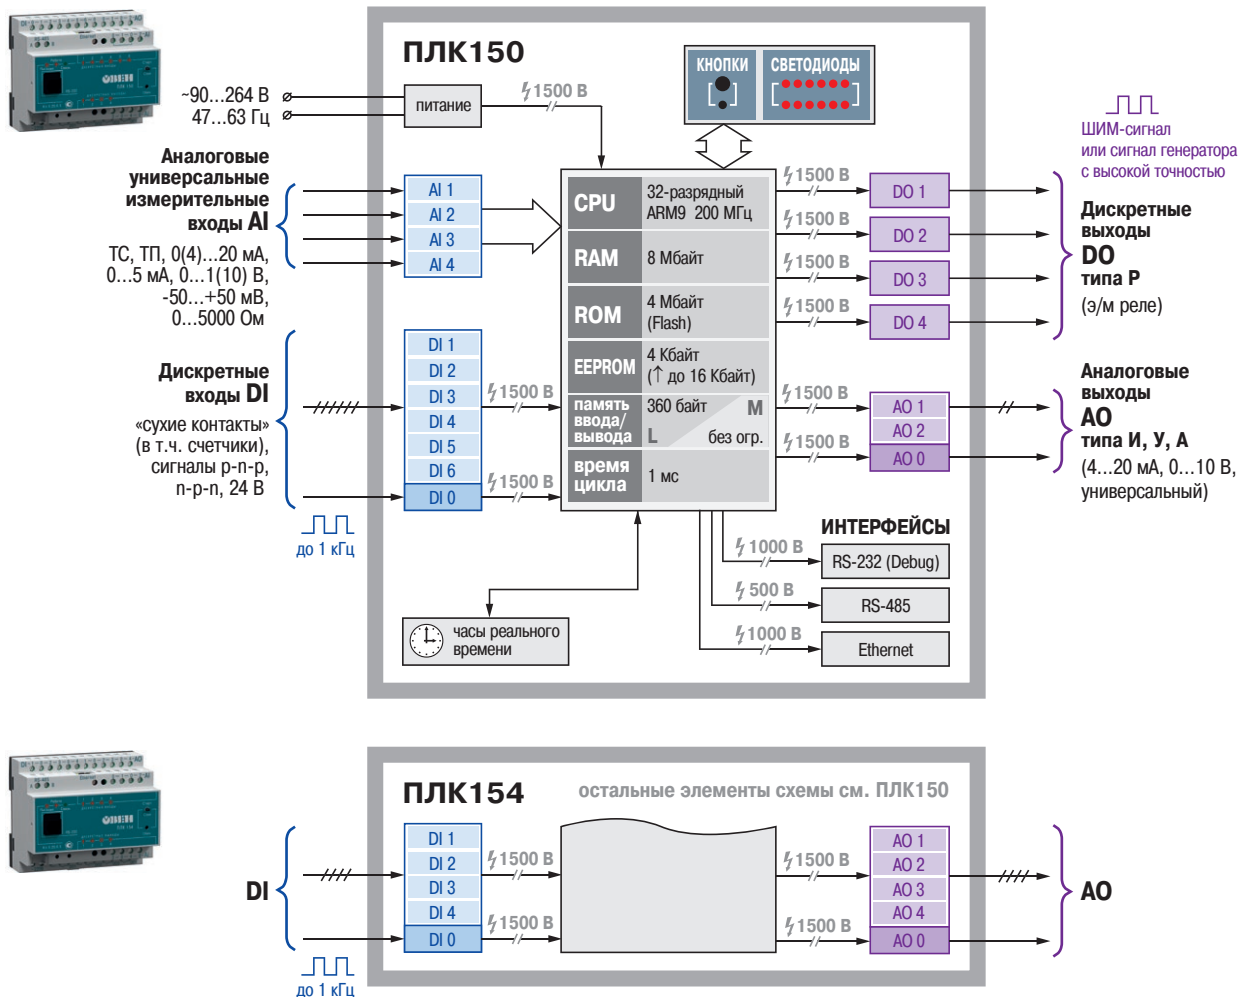 ПЛК150
КНОПКИ
СВЕТОДИОДЫ
~90...264 В
47...63 Гц
питание
1500 В
Аналоговые
универсальные
измерительные
входы AI
ТС, ТП, 0(4)...20 мА,
0...5 мА, 0...1(10) В,
-50...+50 мВ,
0...5000 Ом
AI 1
AI 2
AI 3
AI 4
Дискретные
входы DI
«сухие контакты»
(в т.ч. счетчики),
сигналы p-n-p,
n-p-n, 24 В
до 1 кГц
DI 1
DI 2
DI 3
DI 4
DI 5
DI 6
DI 0
1500 В
1500 В
CPU
32-разрядный
ARM9 200 МГц
RAM
8 Мбайт
ROM
4 Мбайт
(Flash)
EEPROM
4 Кбайт
(↑ до 16 Кбайт)
память
ввода/
вывода
360 байт
M
L
без огр.
время
цикла
1 мс
1500 В
DO 1
1500 В
DO 2
1500 В
DO 3
1500 В
DO 4
ШИМ-сигнал
или сигнал генератора
с высокой точностью
Дискретные
выходы
DO
типа Р
(э/м реле)
1500 В
AO 1
AO 2
1500 В
AO 0
Аналоговые
выходы
AO
типа И, У, А
(4...20 мА, 0...10 В,
универсальный)
ИНТЕРФЕЙСЫ
1000 В
RS-232 (Debug)
500 В
RS-485
1000 В
Ethernet
часы реального
времени
ПЛК154
остальные элементы схемы см. ПЛК150
DI
до 1 кГц
DI 1
DI 2
DI 3
DI 4
DI 0
1500 В
1500 В
1500 В
1500 В
AO 1
AO 2
AO 3
AO 4
AO 0
AO
ОВЕН
ОВЕН